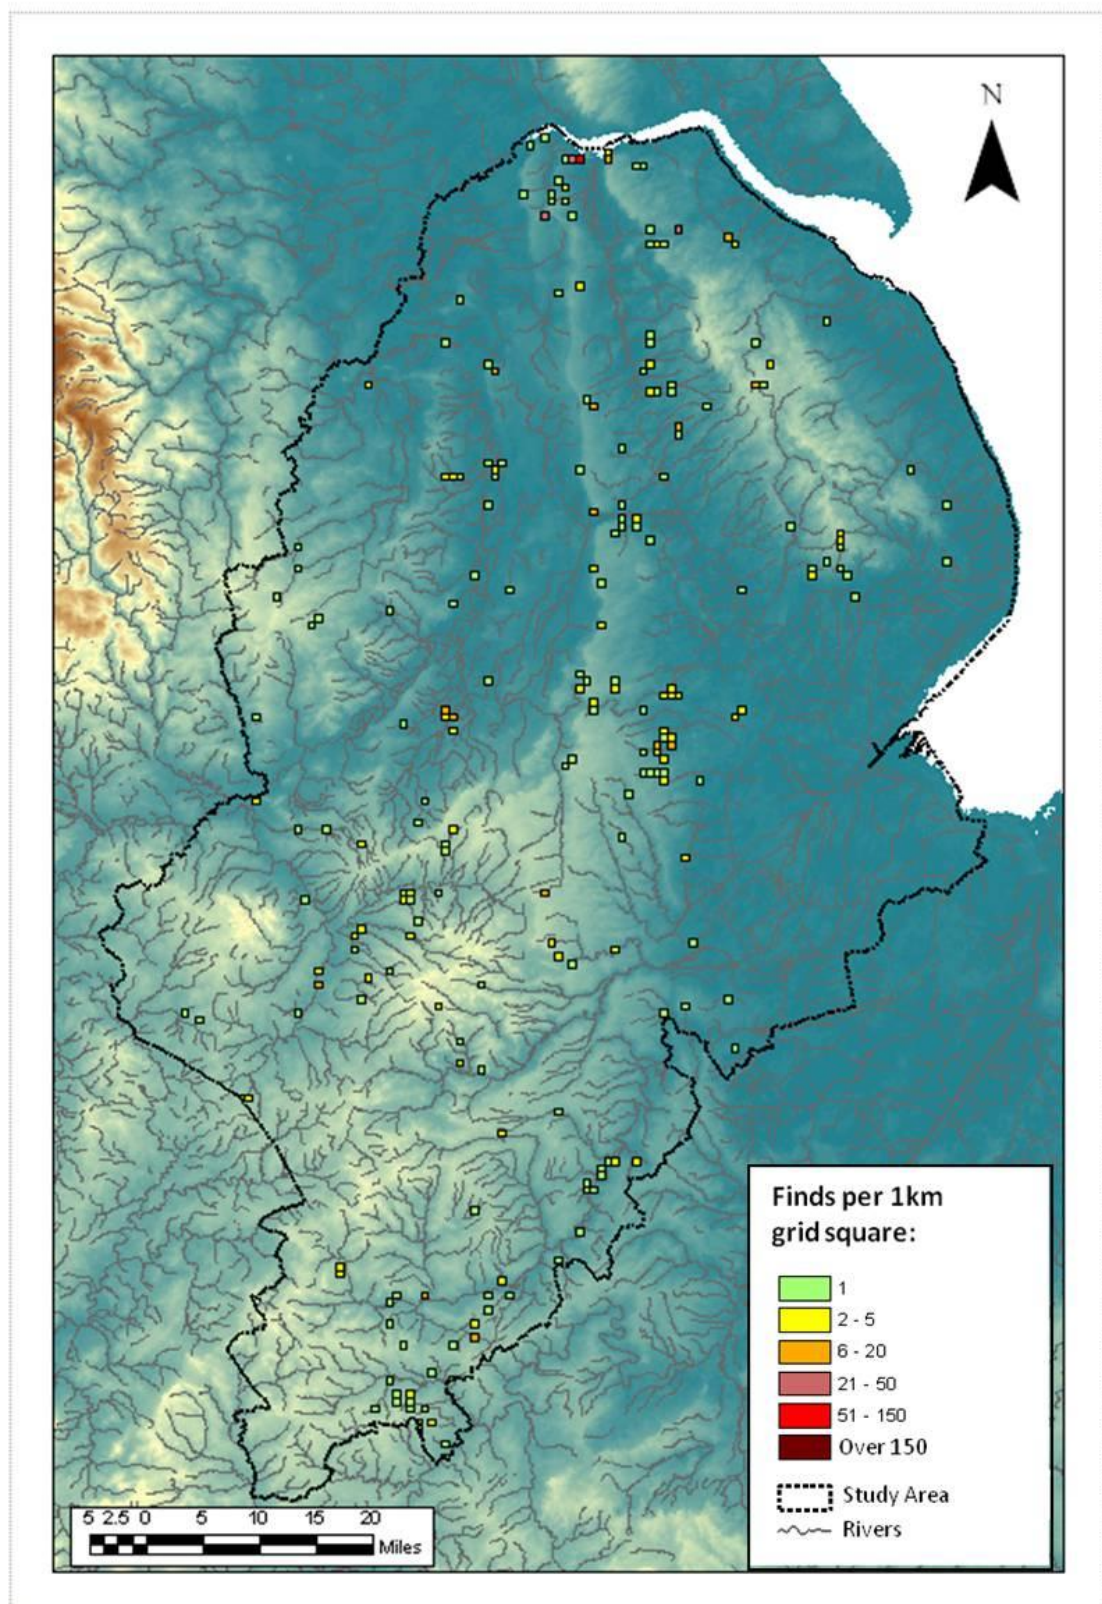 N
Finds per 1km
grid square:
1
2 - 5
6 - 20
21 - 50
51 - 150
Over 150
Study Area
Rivers
5 2.5 0 5 10 15 20
Miles